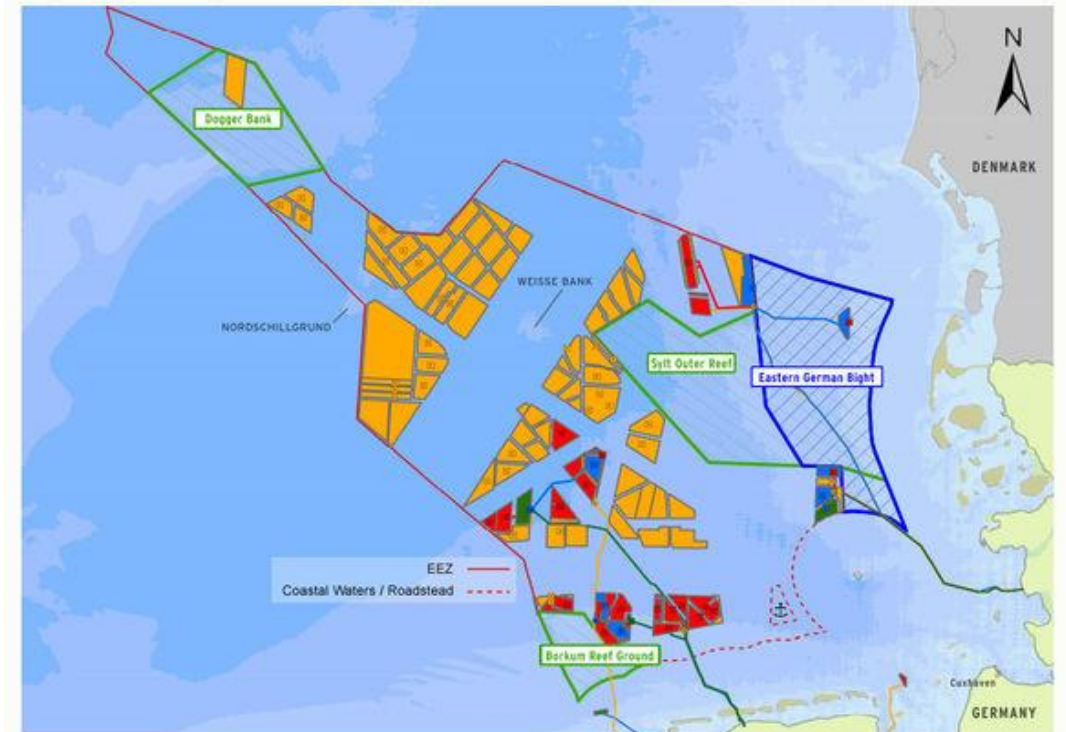 N
Dogger Bank
DENMARK
WEISSE BANK
NORDSCHILLGRUND
Sylt Outer Reef
Eastern German Bight
EEZ
Coastal Waters / Roadstead
Borkum Reef Ground
Cuxhaven
GERMANY